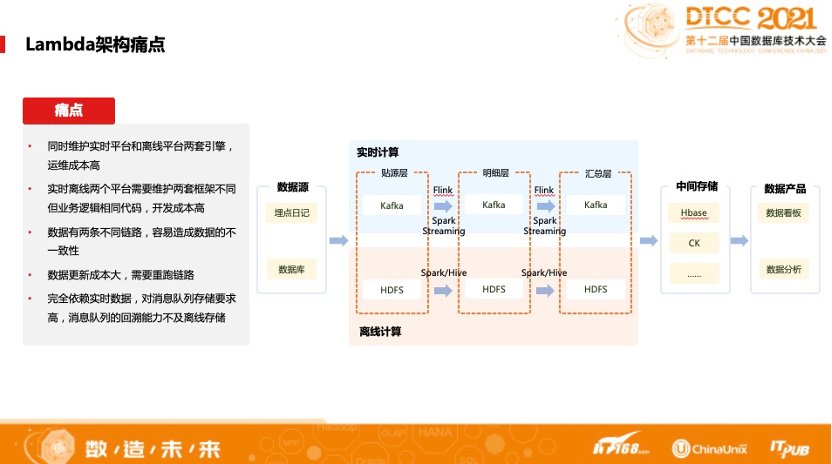 Lambda架构痛点
DTCC 2021
第十二届中国数据库技术大会
DATABASE TECHNOLOGY CONFERENCE CHINA 2021
痛点
• 同时维护实时平台和离线平台两套引擎，
运维成本高
• 实时离线两个平台需要维护两套框架不同
但业务逻辑相同代码，开发成本高
• 数据有两条不同链路，容易造成数据的不
一致性
• 数据更新成本大，需要重跑链路
• 完全依赖实时数据，对消息队列存储要求
高，消息队列的回溯能力不及离线存储
数据源
埋点日记
数据库
实时计算
贴源层
明细层
汇总层
Kafka
Flink
Spark
Streaming
Kafka
Flink
Spark
Streaming
Kafka
HDFS
Spark/Hive
HDFS
Spark/Hive
HDFS
离线计算
中间存储
Hbase
CK
......
数据产品
数据看板
数据分析
数/造/未/来
Hadoop
OLAP
HANA
Oracle
SQL
IT168.com
ChinaUnix
ITPUB